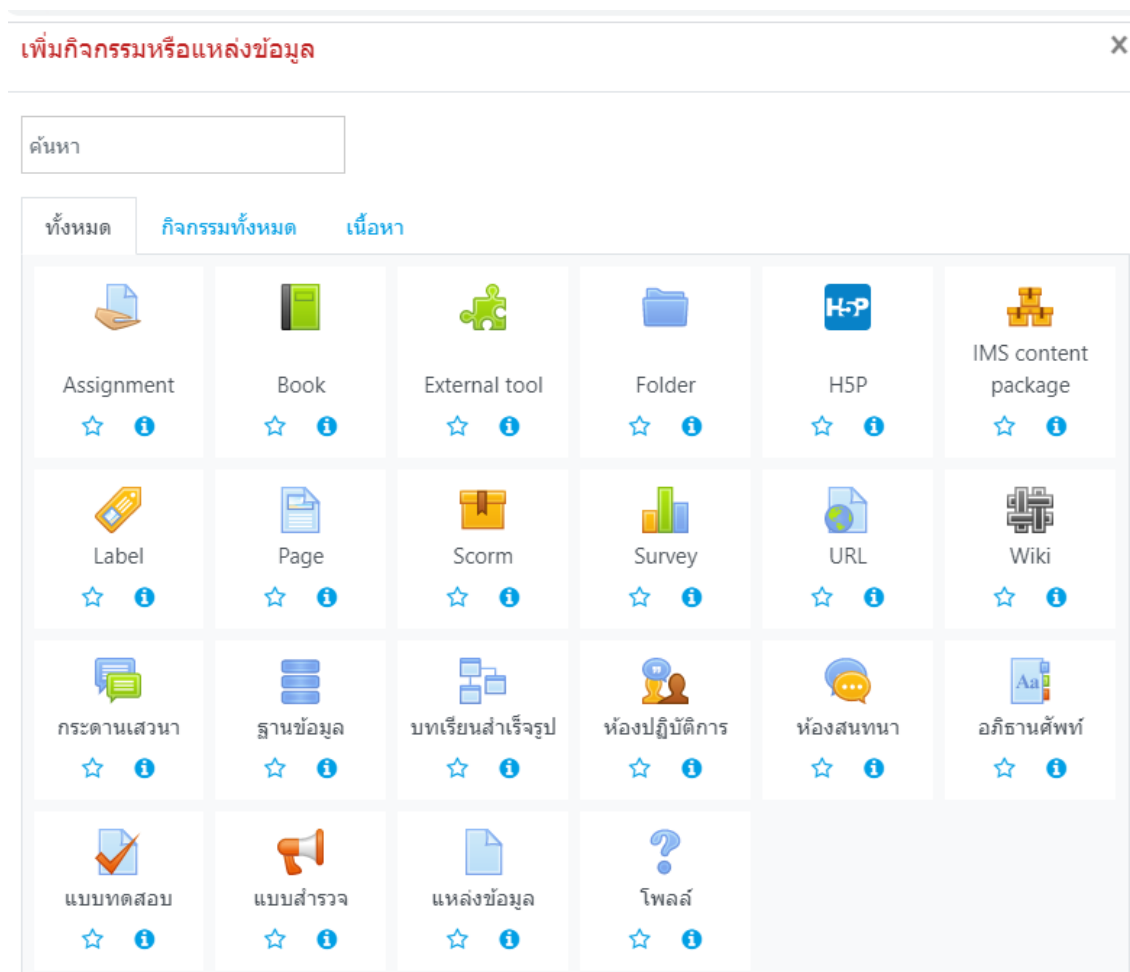 เพิ่มกิจกรรมหรือแหล่งข้อมูล
ค้นหา
ทั้งหมด กิจกรรมทั้งหมด เนื้อหา
H5P
Assignment Book External tool Folder H5P IMS content package
Label Page Scorm Survey URL Wiki
Aa
กระดานเสวนา ฐานข้อมูล บทเรียนสำเร็จรูป ห้องปฏิบัติการ ห้องสนทนา อภิธานศัพท์
แบบทดสอบ แบบสำรวจ แหล่งข้อมูล โพลล์